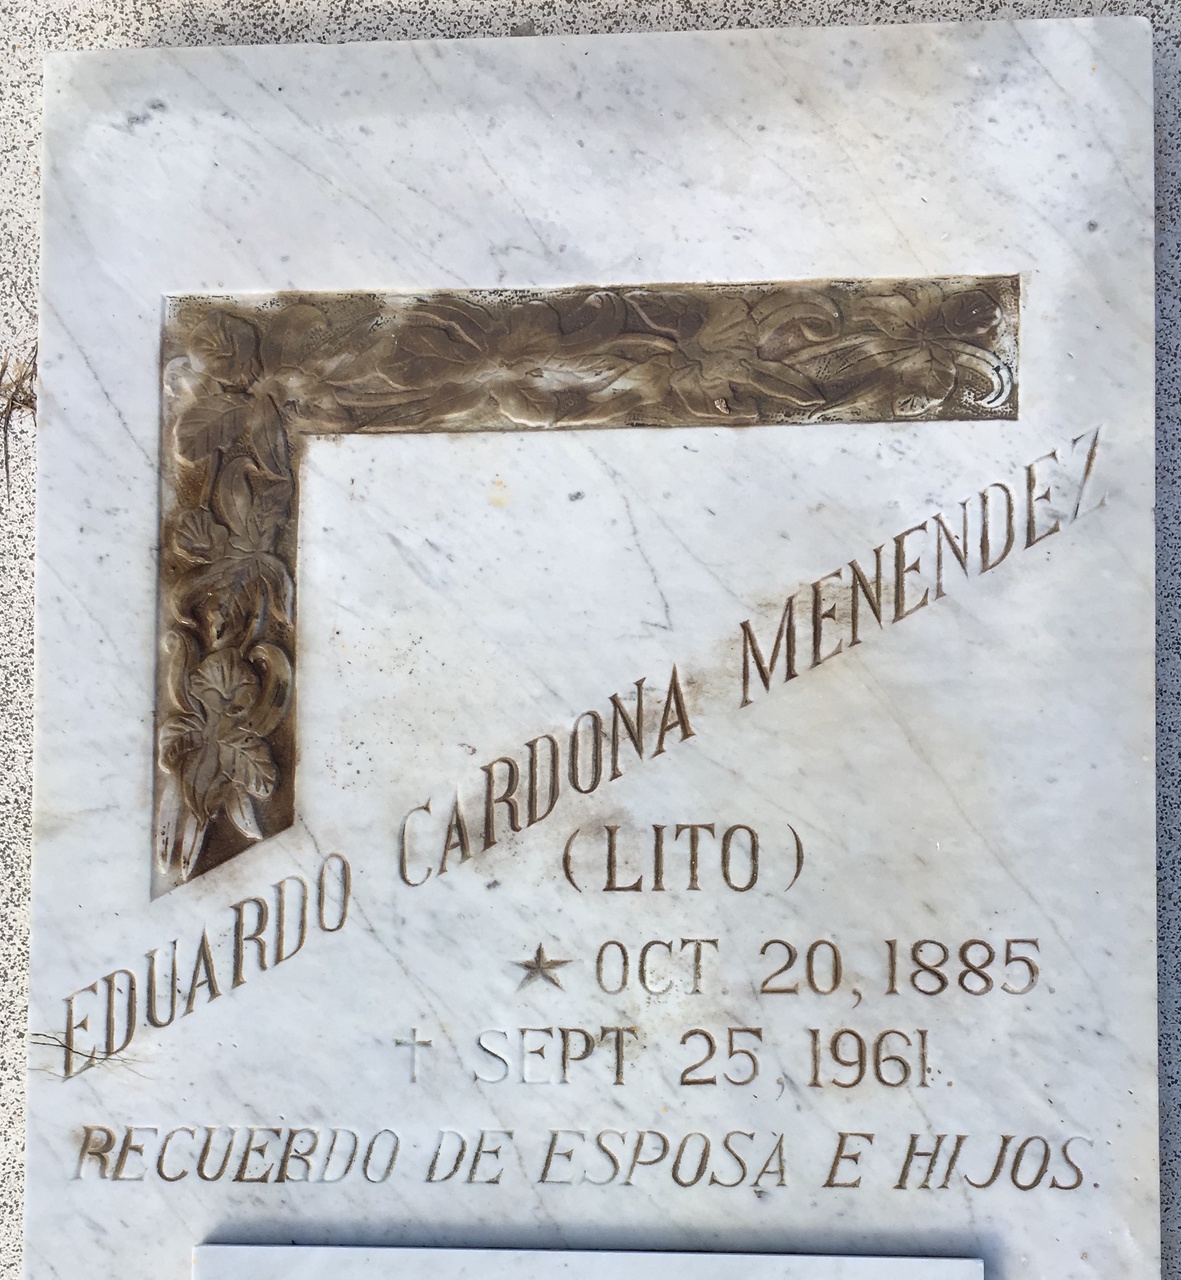 EDUARDO CARDONA MENENDEZ
(LITO)
★ OCT. 20, 1885.
† SEPT 25, 1961.
RECUERDO DE ESPOSA E HIJOS.